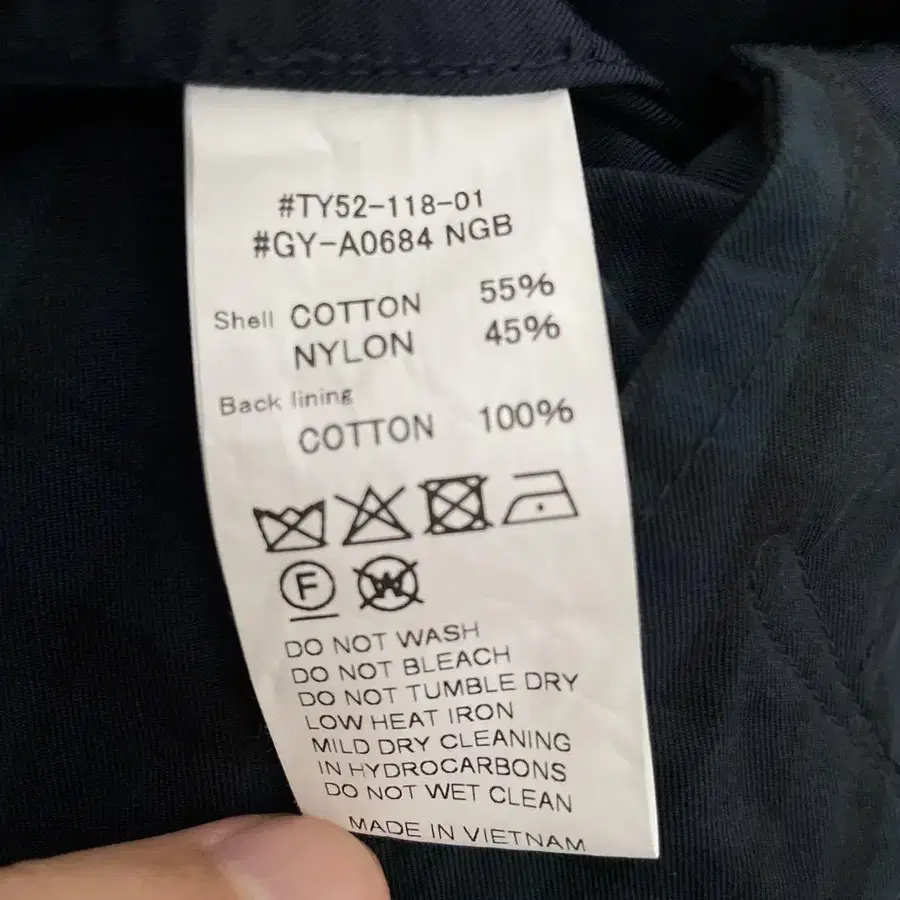 #TY52-118-01
#GY-A0684 NGB
Shell COTTON 55%
NYLON 45%
Back lining
COTTON 100%
F W
DO NOT WASH
DO NOT BLEACH
DO NOT TUMBLE DRY
LOW HEAT IRON
MILD DRY CLEANING
IN HYDROCARBONS
DO NOT WET CLEAN
MADE IN VIETNAM